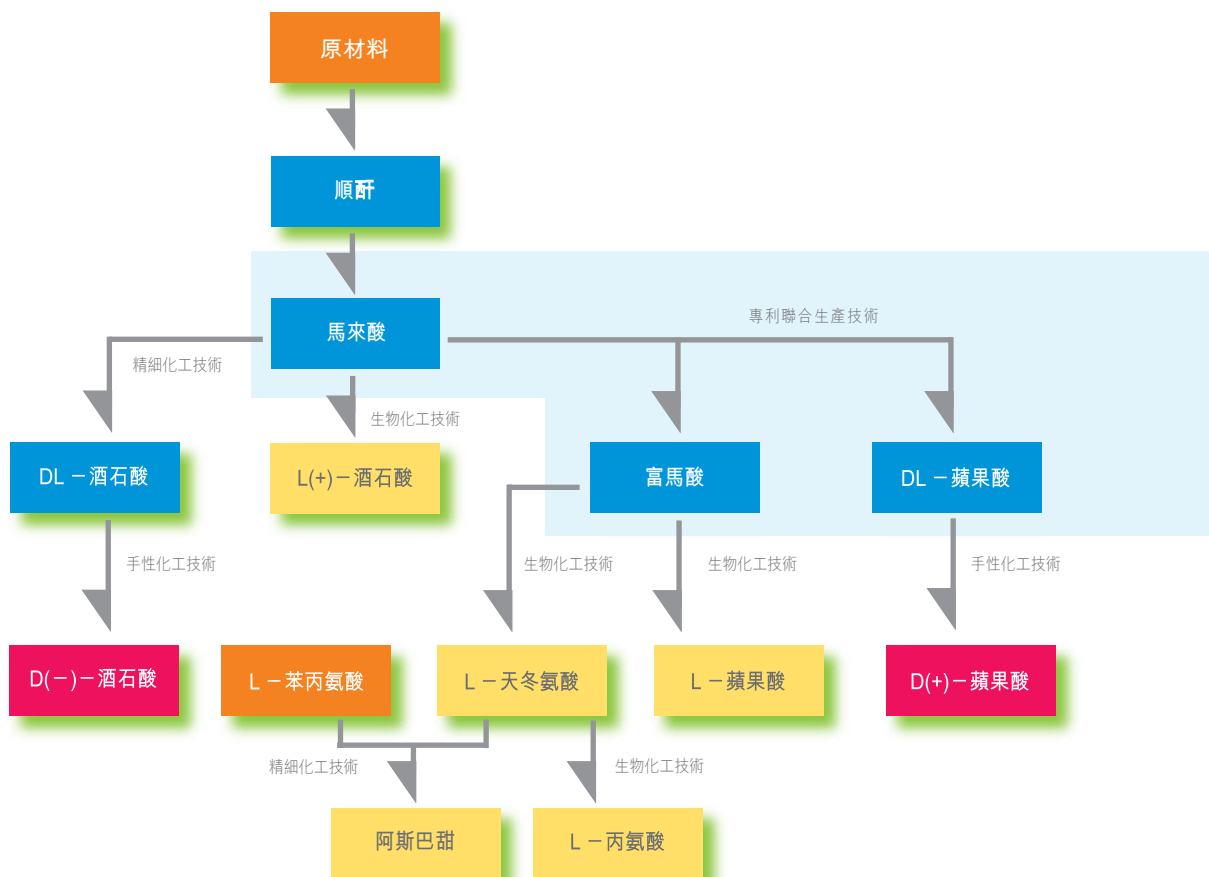 原材料
順酐
馬來酸
專利聯合生產技術
精細化工技術
生物化工技術
DL －酒石酸
L(+)－酒石酸
富馬酸
DL －蘋果酸
手性化工技術
生物化工技術
生物化工技術
手性化工技術
D(－)－酒石酸
L －苯丙氨酸
L －天冬氨酸
L －蘋果酸
D(+)－蘋果酸
精細化工技術
生物化工技術
阿斯巴甜
L －丙氨酸